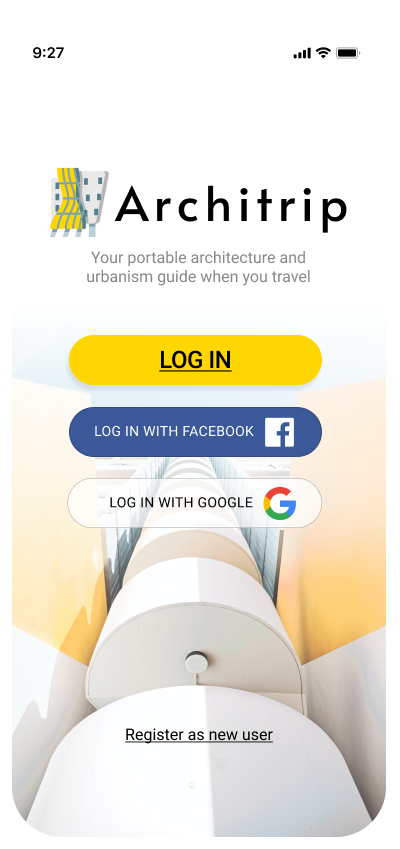 9:27
Architrip
Your portable architecture and
urbanism guide when you travel
LOG IN
LOG IN WITH FACEBOOK
LOG IN WITH GOOGLE
Register as new user